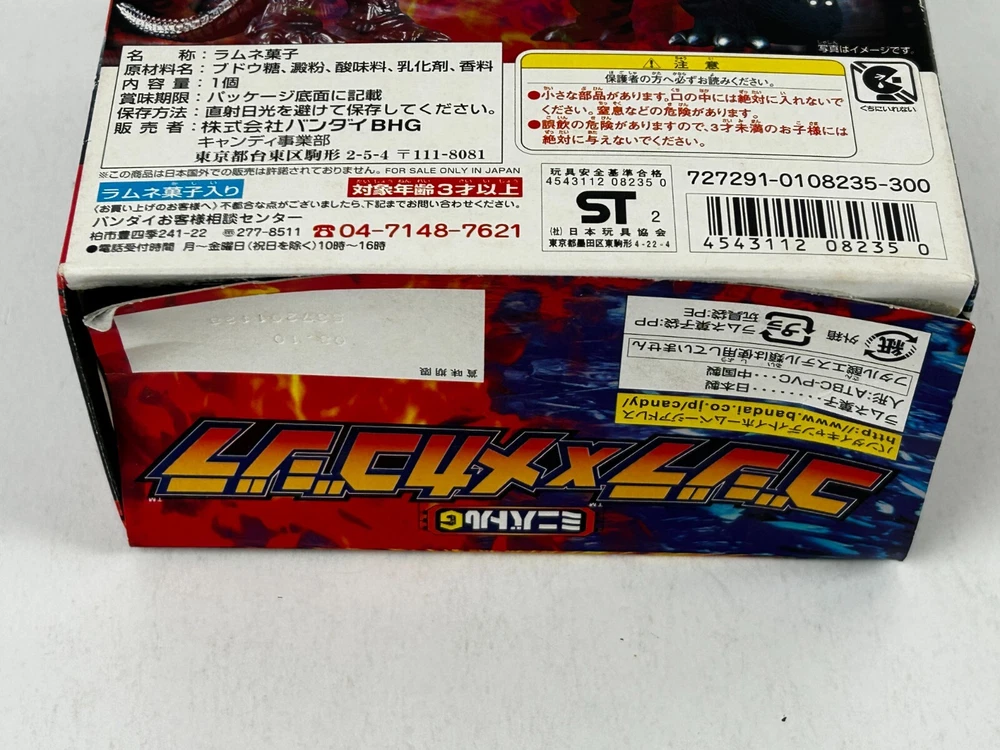 写真はイメージです。
名称：ラムネ菓子
原材料名：ブドウ糖、澱粉、酸味料、乳化剤、香料
内容量：1個
賞味期限：パッケージ底面に記載
保存方法：直射日光を避けて保存してください。
販売者：株式会社バンダイBHG
キャンディ事業部
東京都台東区駒形 2-5-4 〒111-8081
※この商品は日本国外での販売は許諾されておりません。FOR SALE ONLY IN JAPAN
ラムネ菓子入り
対象年齢3才以上
〈お買い上げのお客様へ〉不都合な点がございましたら、下記までお問い合わせください。
バンダイお客様相談センター
柏市豊四季241-22 〒277-8511 ☎04-7148-7621
●電話受付時間 月～金曜日(祝日を除く)10時～16時
注意
保護者の方へ必ずお読みください。
●小さな部品があります。口の中には絶対に入れないで
ください。窒息などの危険があります。
●誤飲の危険がありますので、3才未満のお子様には
絶対に与えないでください。
くちにいれない
玩具安全基準合格
4543112 08235 0
ST 2
(社)日本玩具協会
東京都墨田区東駒形4-22-4
727291-0108235-300
4543112 082350
賞味期限
外箱
紙
プラ
ラムネ菓子袋:PP
玩具袋:PE
フタル酸エステル類は使用していません
人形:ATBC-PVC…中国製
ラムネ菓子………日本製
バンダイキャンディトイホームページアドレス
http://www.bandai.co.jp/candy/
ゴジラ×メカゴジラ
TM
TM
ミニバトルG